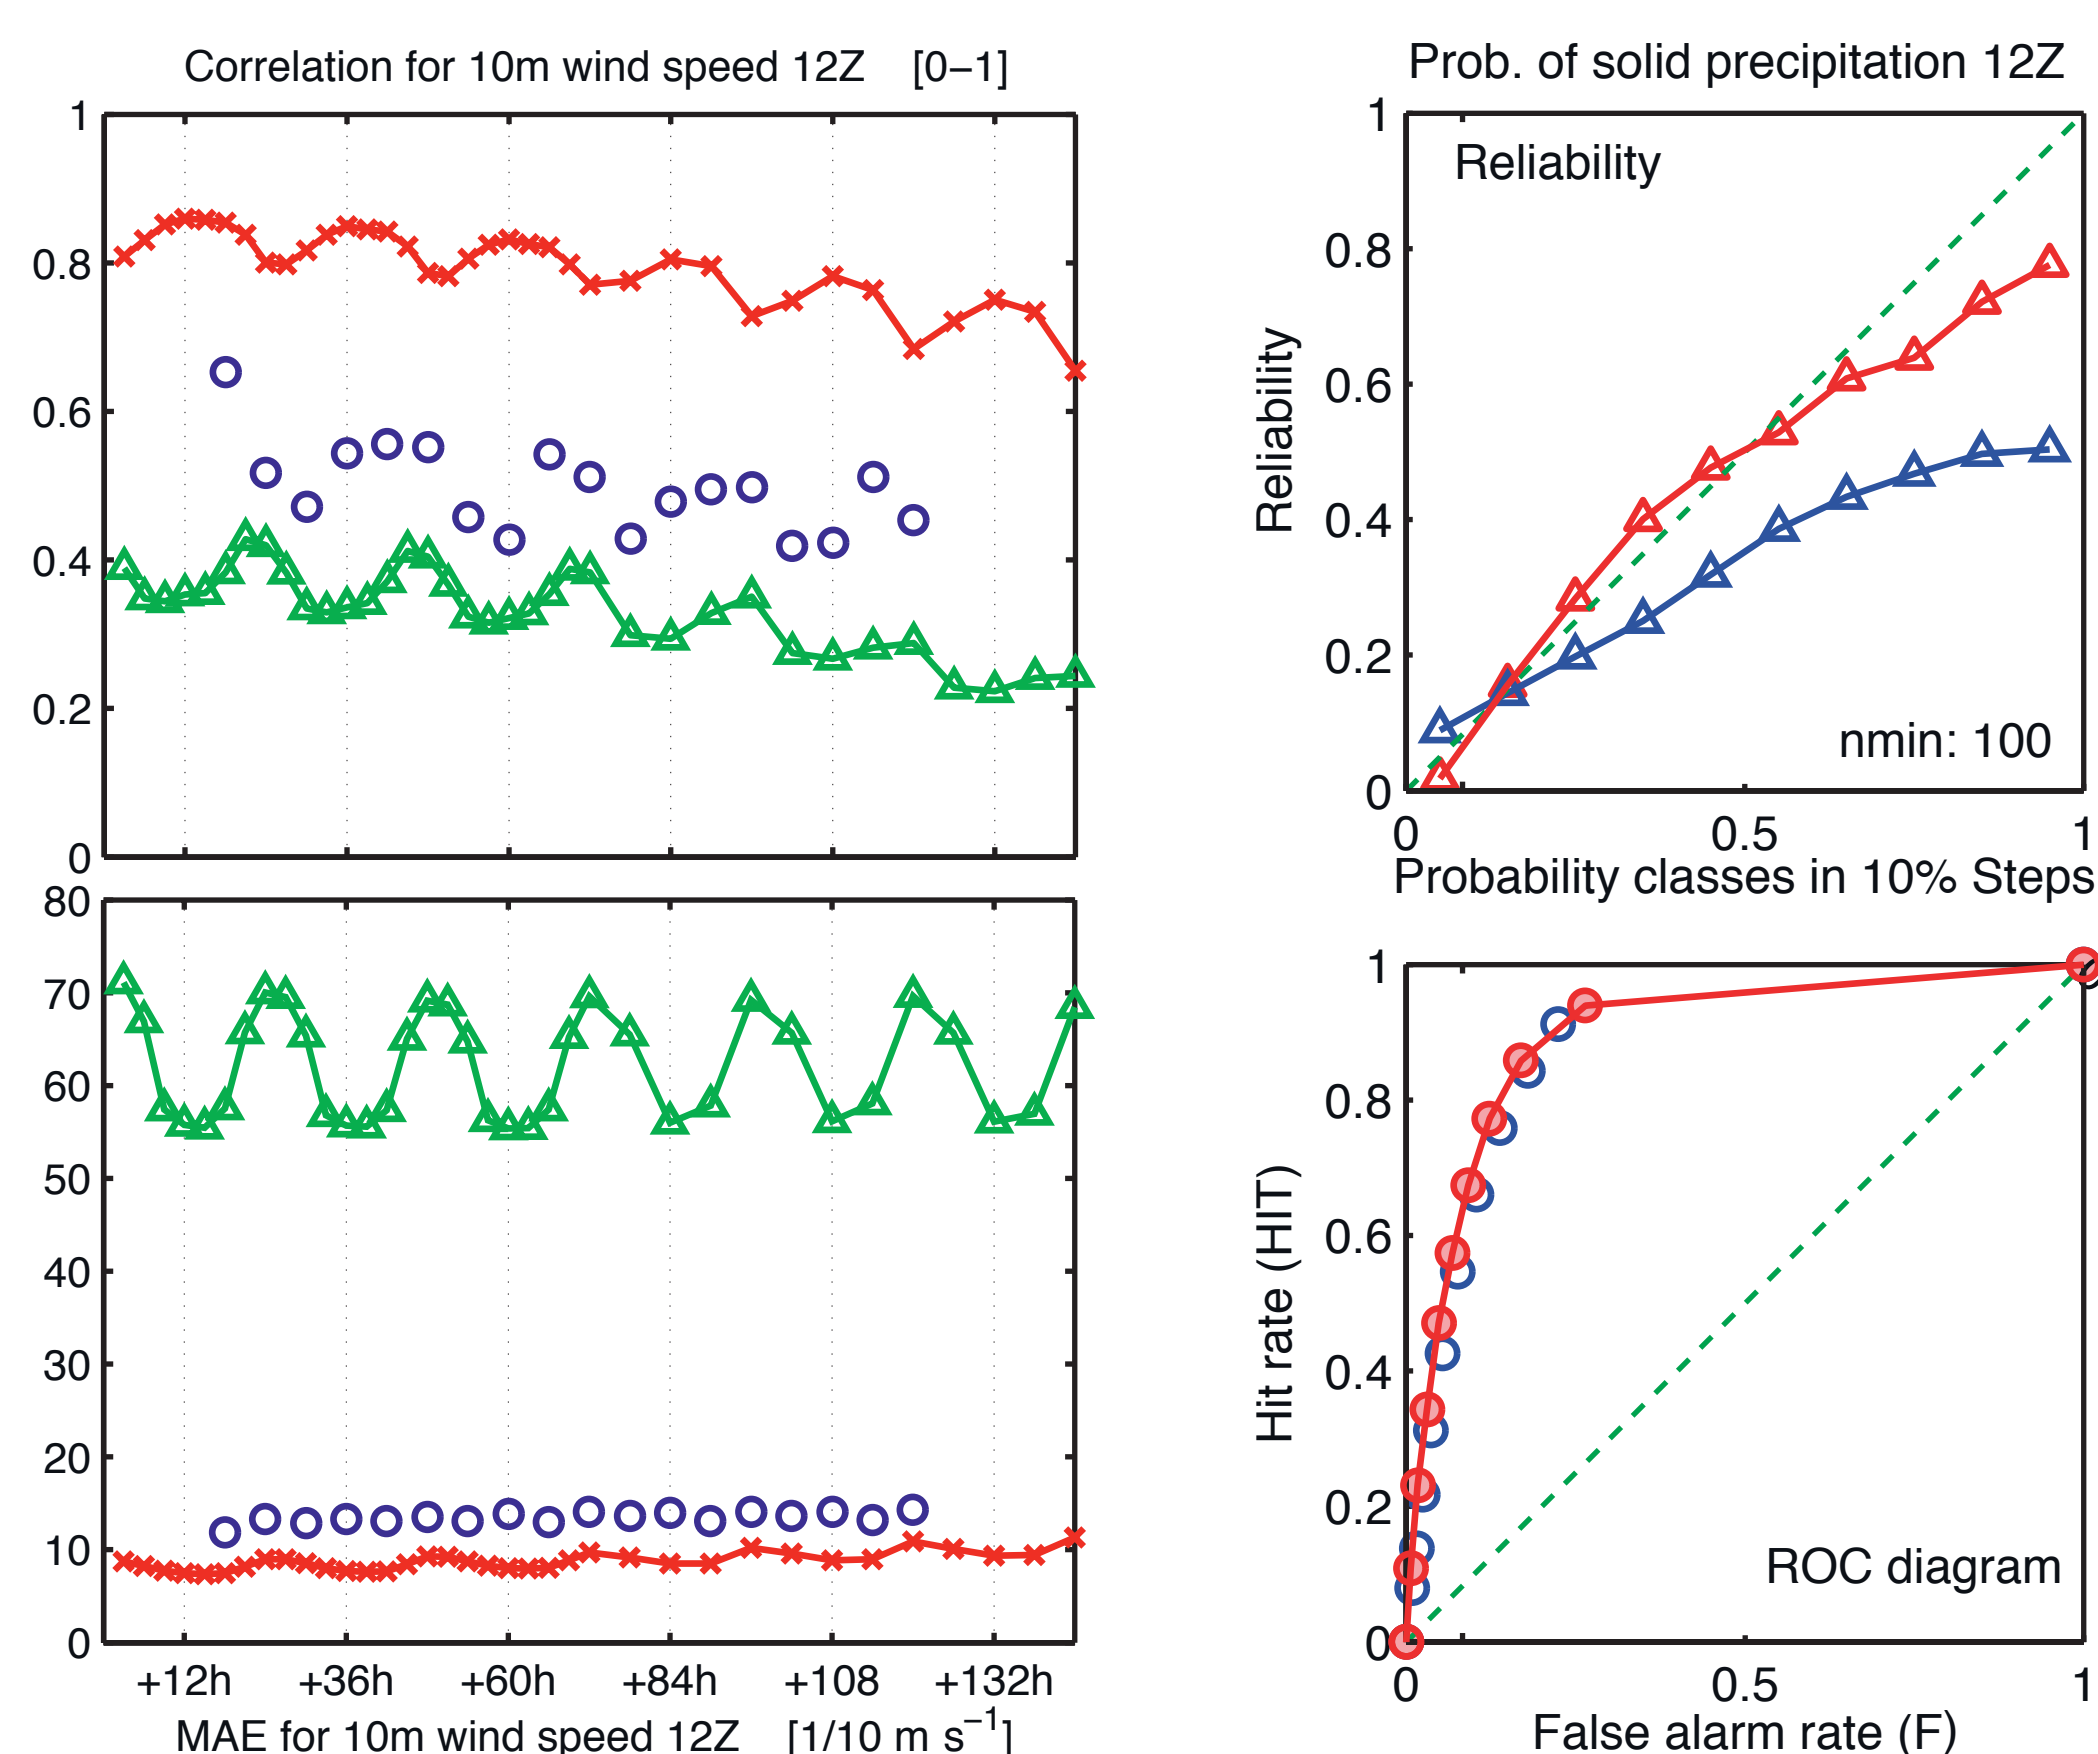 Correlation for 10m wind speed 12Z [0–1]
1
0.8
0.6
0.4
0.2
0
80
70
60
50
40
30
20
10
0
+12h +36h +60h +84h +108 +132h
MAE for 10m wind speed 12Z [1/10 m s⁻¹]
Prob. of solid precipitation 12Z
1
Reliability
0.8
0.6
0.4
0.2
0
Reliability
nmin: 100
0 0.5 1
Probability classes in 10% Steps
1
0.8
0.6
0.4
0.2
0
Hit rate (HIT)
ROC diagram
0 0.5 1
False alarm rate (F)